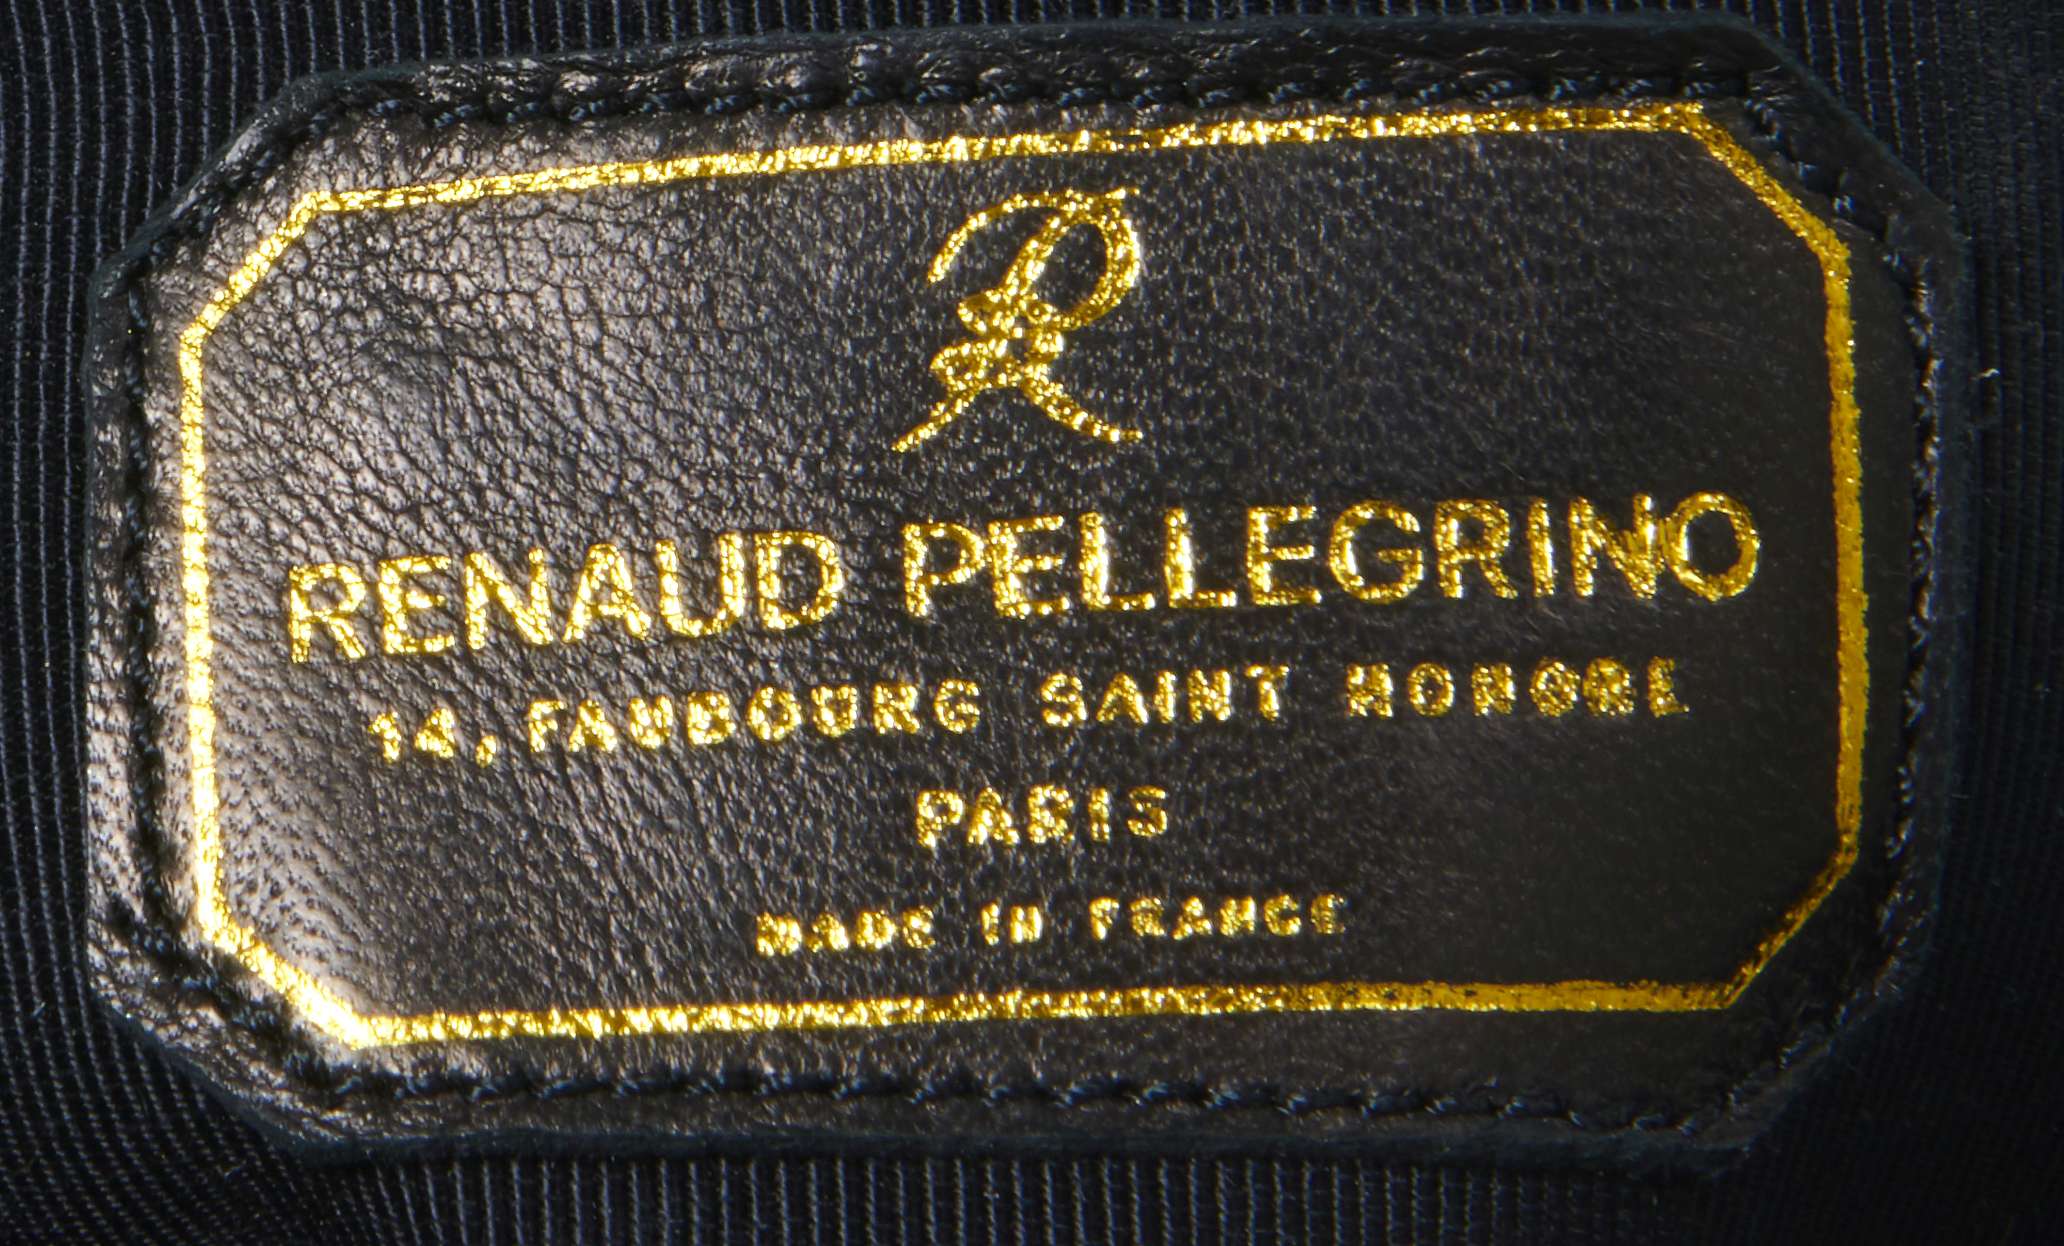 R
RENAUD PELLEGRINO
14, FAUBOURG SAINT HONORE
PARIS
MADE IN FRANCE